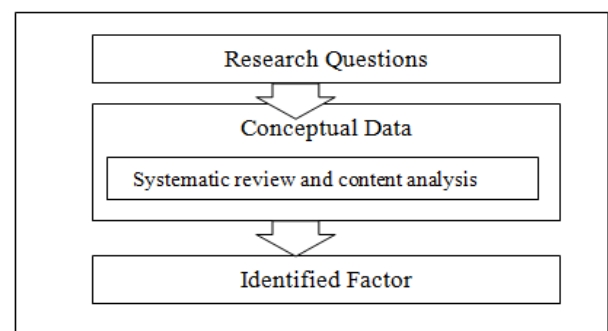 Research Questions
Conceptual Data
Systematic review and content analysis
Identified Factor